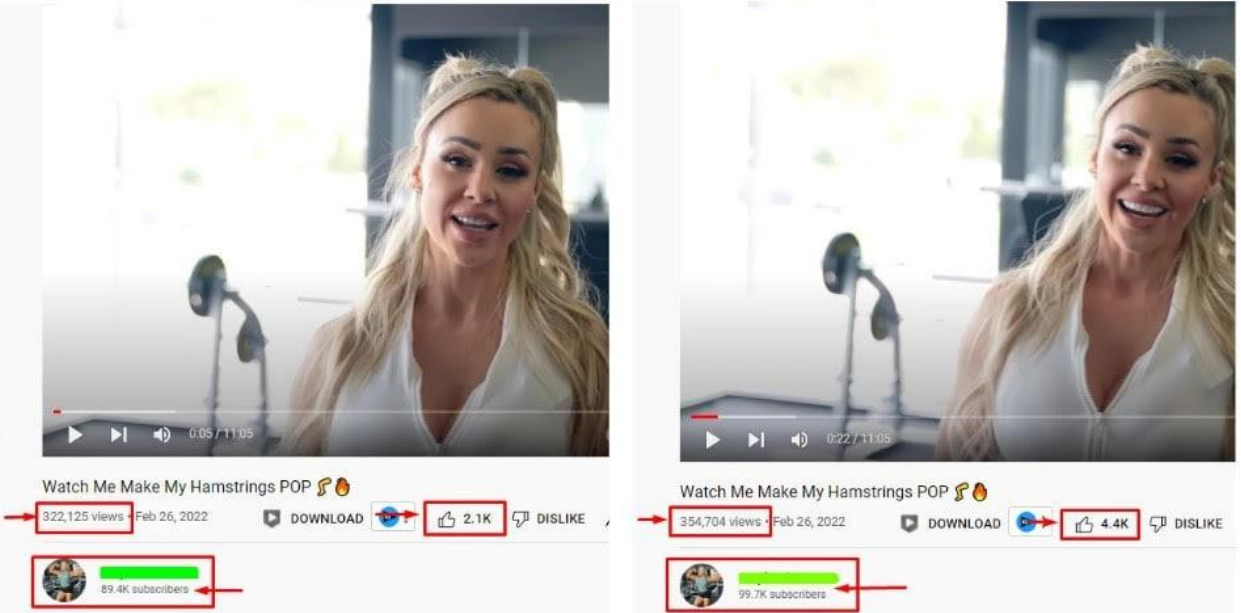 0:05 / 11:05
Watch Me Make My Hamstrings POP 🦵🔥
322,125 views • Feb 26, 2022
DOWNLOAD
2.1K
DISLIKE
89.4K subscribers
0:22 / 11:05
Watch Me Make My Hamstrings POP 🦵🔥
354,704 views • Feb 26, 2022
DOWNLOAD
4.4K
DISLIKE
99.7K subscribers